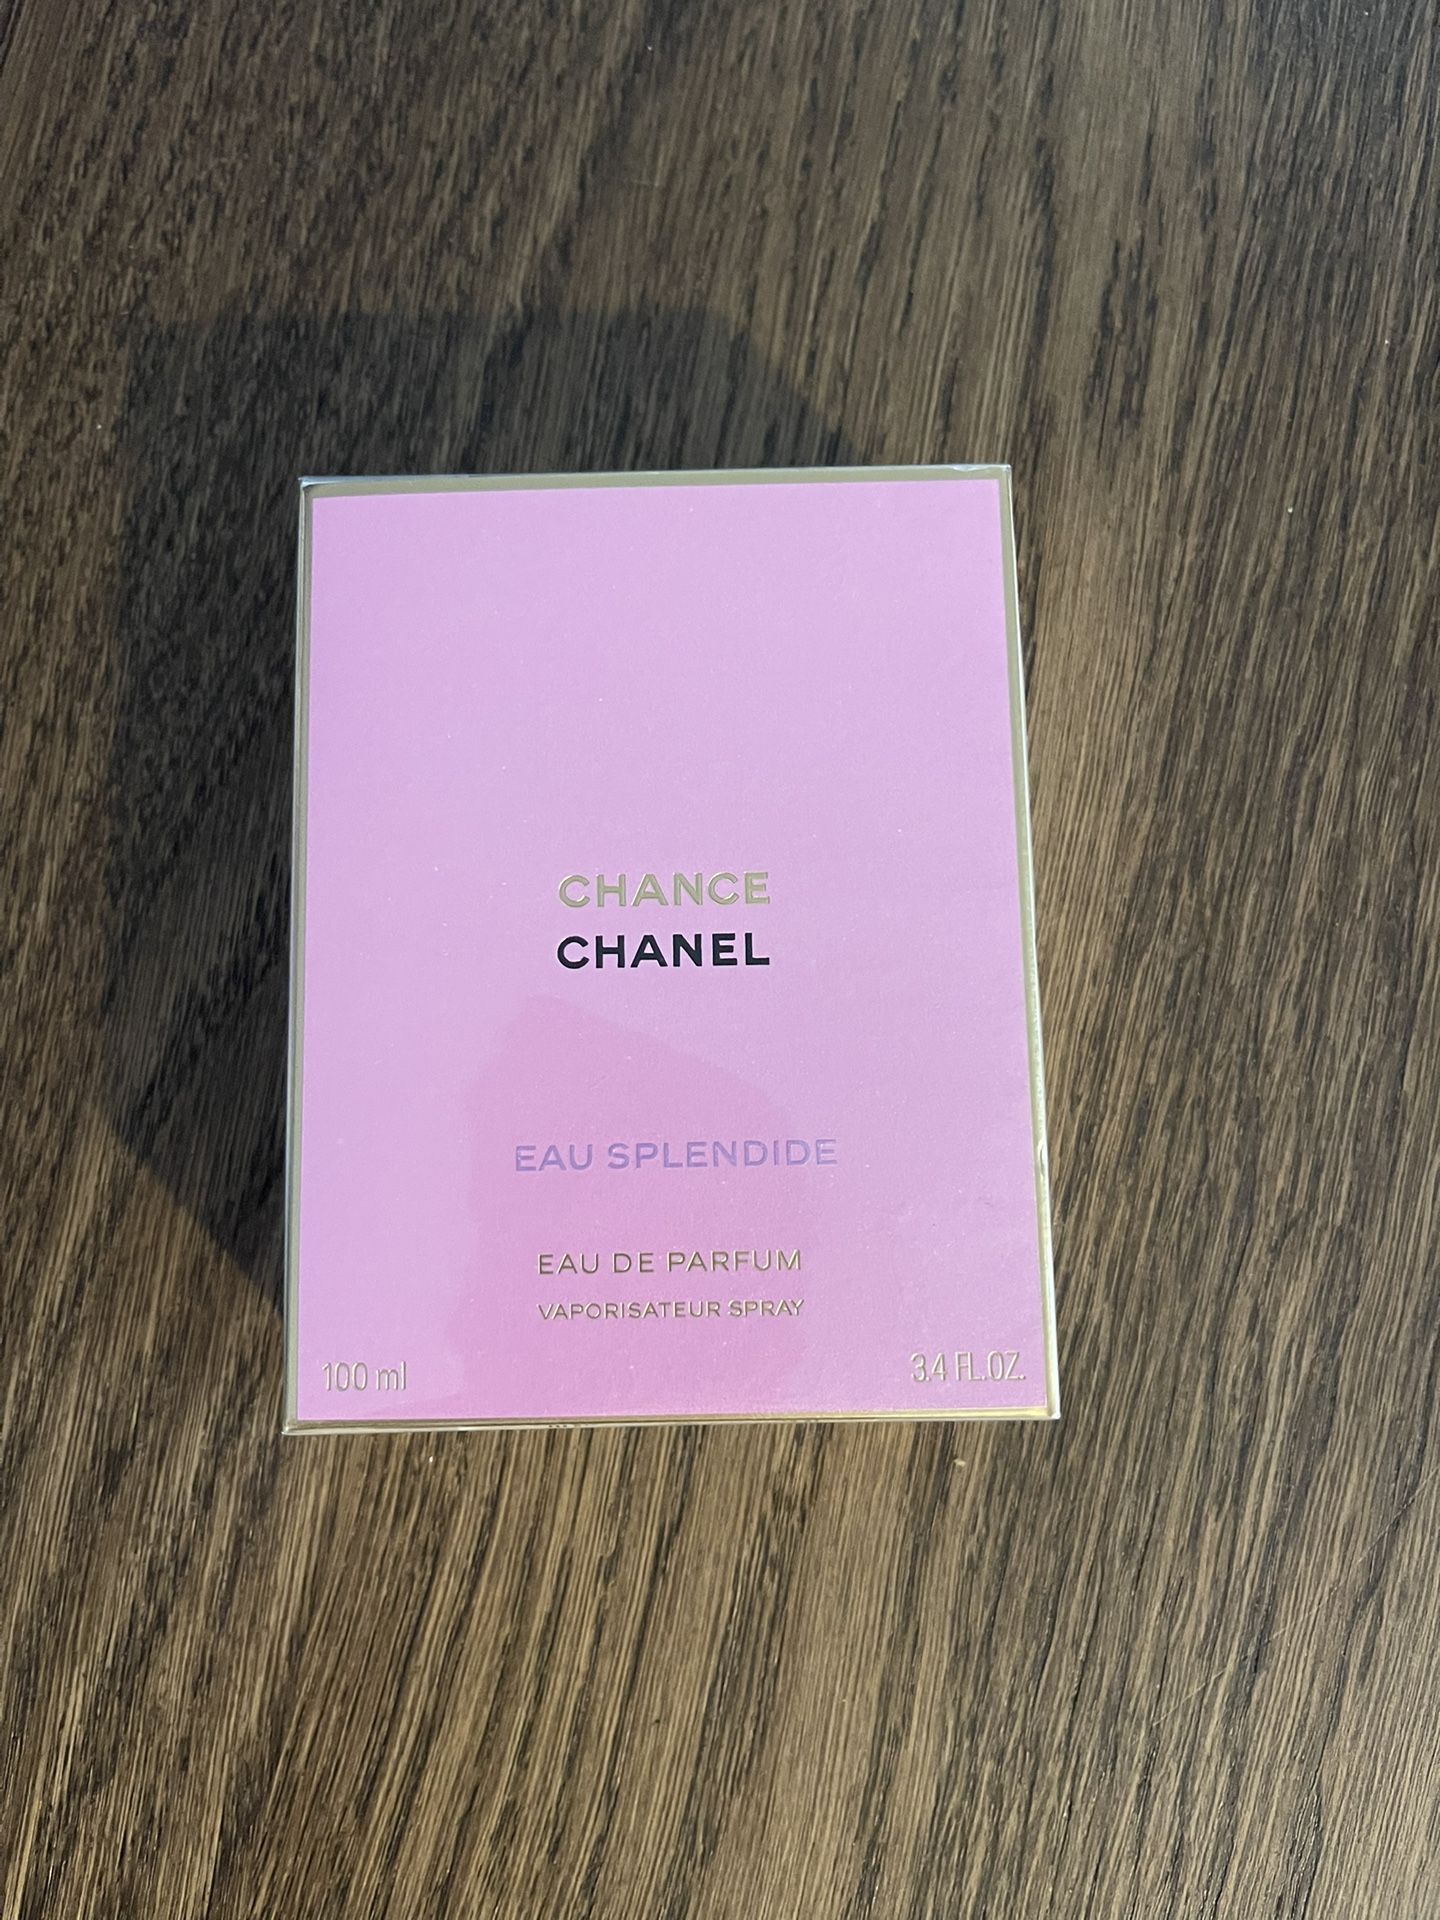 CHANCE
CHANEL
EAU SPLENDIDE
EAU DE PARFUM
VAPORISATEUR SPRAY
100 ml 3.4 FL.OZ.